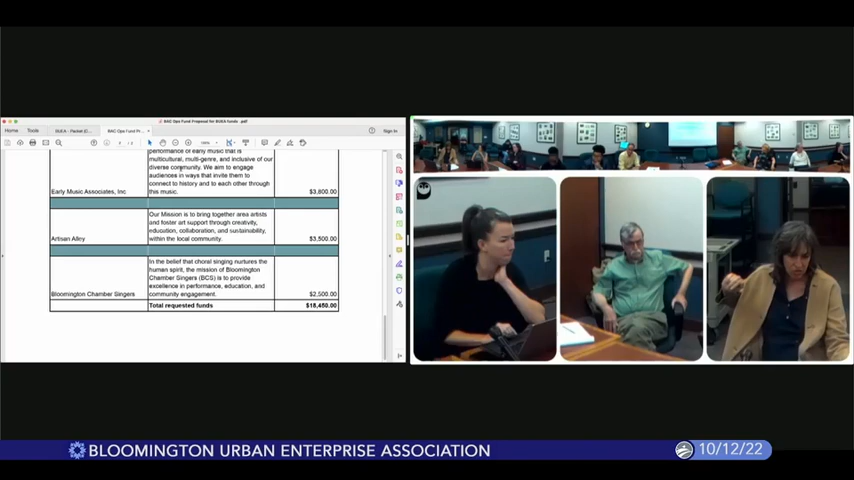 BAC Ops Fund Proposal for BUEA funds .pdf
Home
Tools
BUEA - Packet (O...
BAC Ops Fund Pr...
Sign In
performance of early music that is
multicultural, multi-genre, and inclusive of our
diverse community. We aim to engage
audiences in ways that invite them to
connect to history and to each other through
Early Music Associates, Inc
this music.
$3,800.00
Our Mission is to bring together area artists
and foster art support through creativity,
education, collaboration, and sustainability,
Artisan Alley
within the local community.
$3,500.00
In the belief that choral singing nurtures the
human spirit, the mission of Bloomington
Chamber Singers (BCS) is to provide
excellence in performance, education, and
Bloomington Chamber Singers
community engagement.
$2,500.00
Total requested funds
$18,450.00
BLOOMINGTON URBAN ENTERPRISE ASSOCIATION
10/12/22